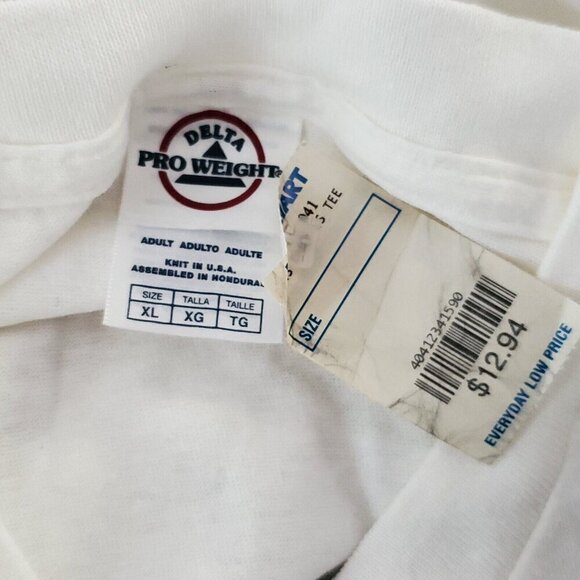 DELTA
PRO WEIGHT®
ADULT ADULTO ADULTE
KNIT IN U.S.A.
ASSEMBLED IN HONDURAS
SIZE TALLA TAILLE
XL XG TG
ART
041
S TEE
SIZE
40412341590
$12.94
EVERYDAY LOW PRICE